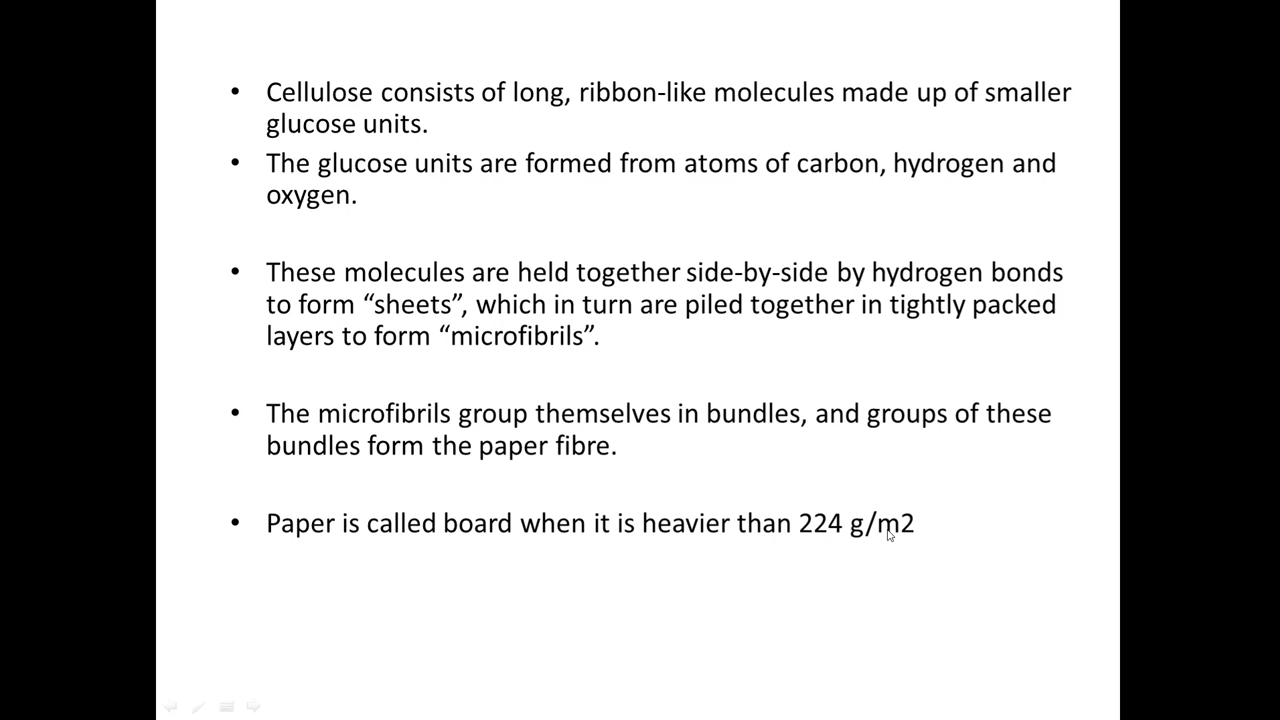 • Cellulose consists of long, ribbon-like molecules made up of smaller
glucose units.
• The glucose units are formed from atoms of carbon, hydrogen and
oxygen.
• These molecules are held together side-by-side by hydrogen bonds
to form “sheets”, which in turn are piled together in tightly packed
layers to form “microfibrils”.
• The microfibrils group themselves in bundles, and groups of these
bundles form the paper fibre.
• Paper is called board when it is heavier than 224 g/m2